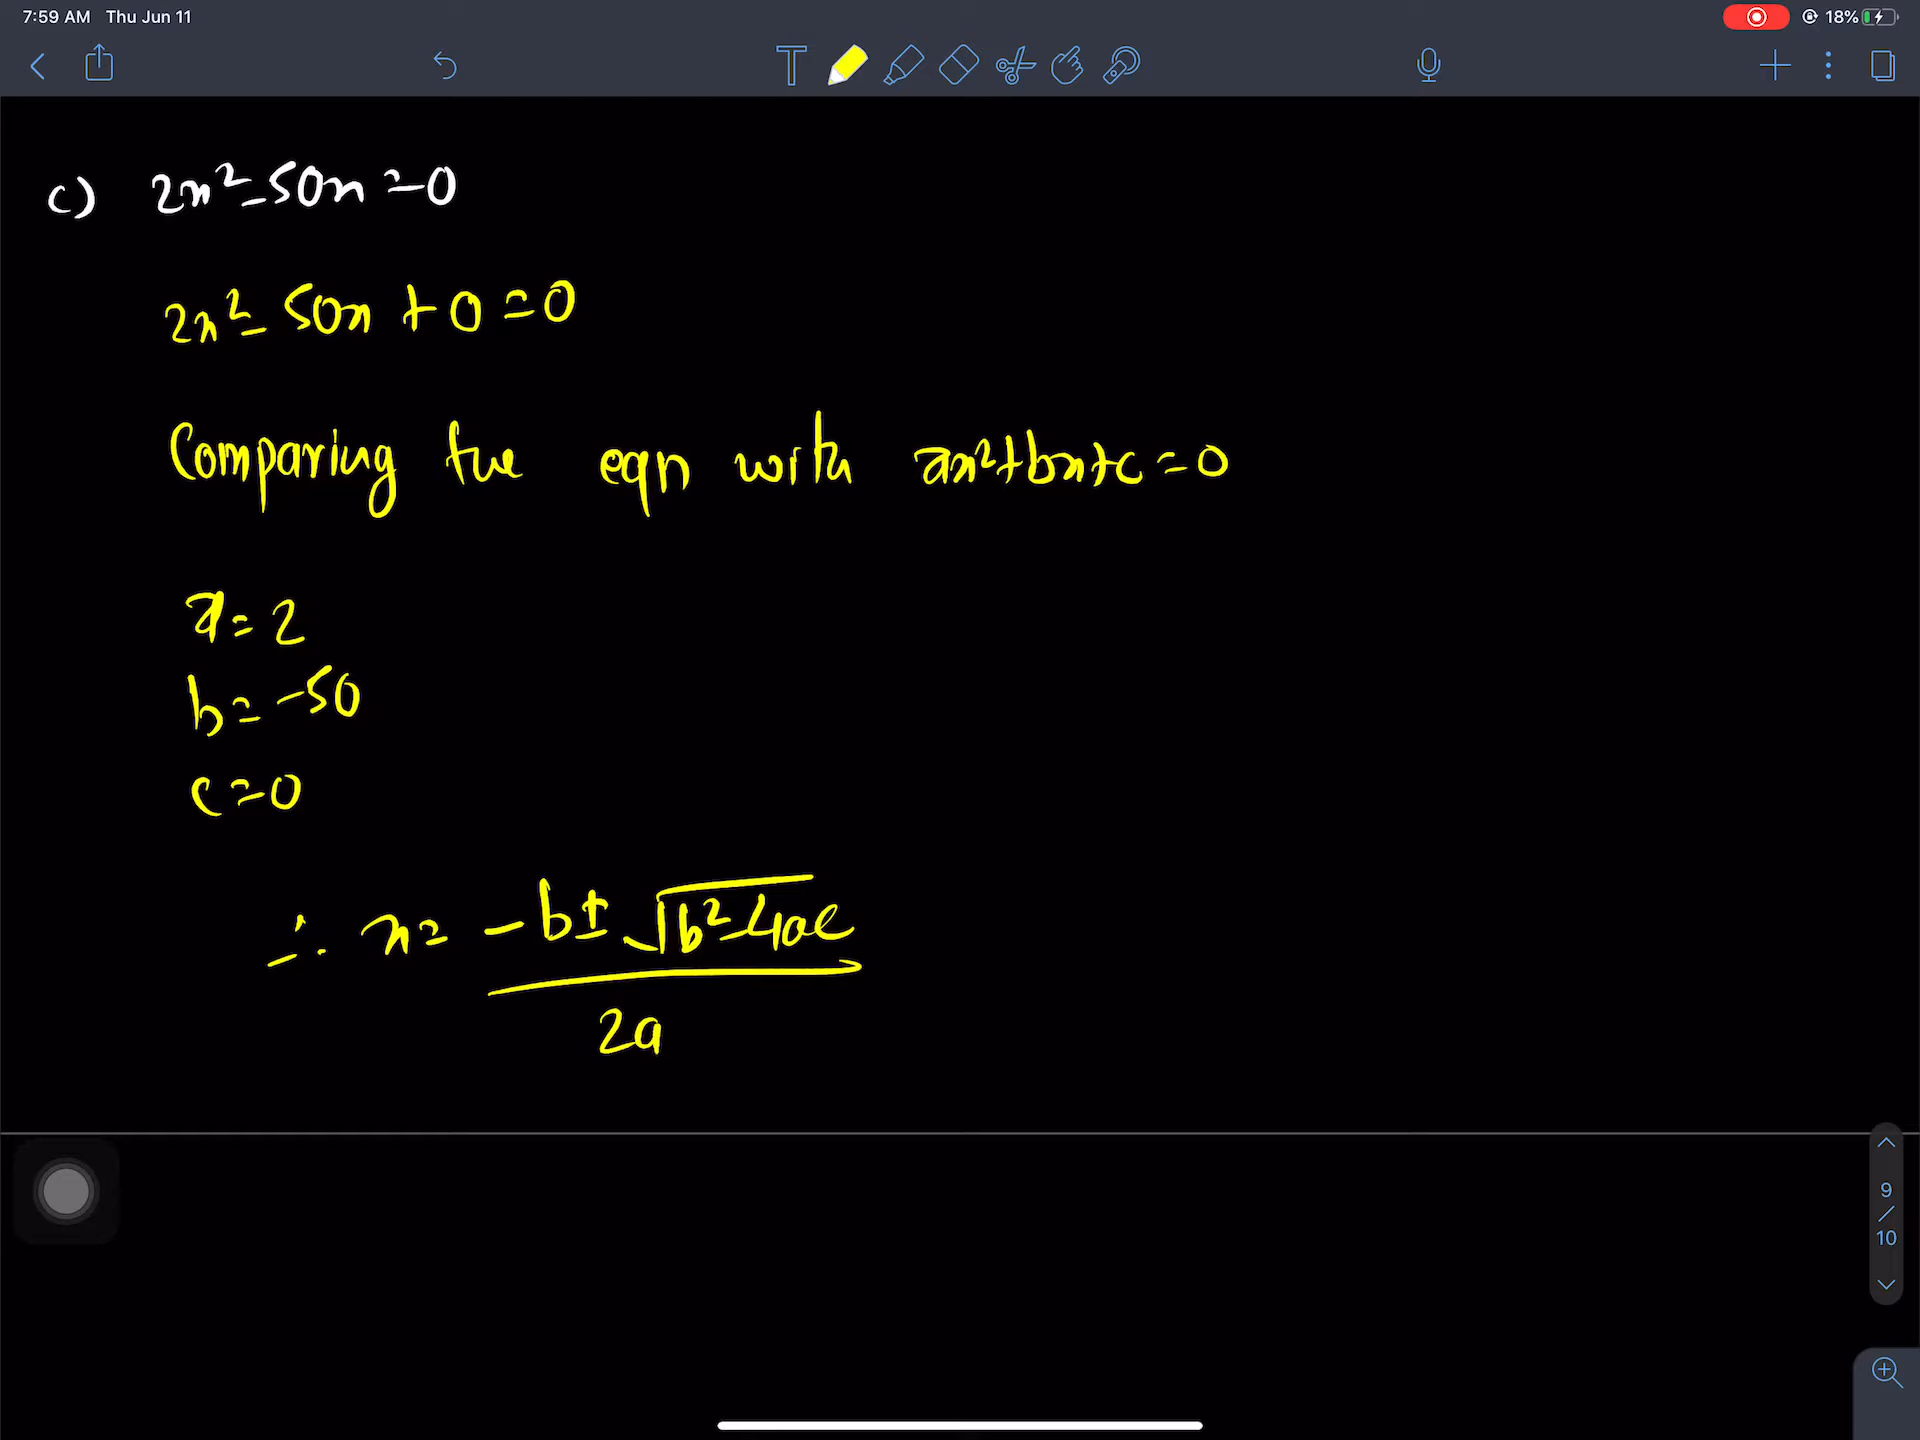 7:59 AM Thu Jun 11
18%
c) 2x²-50x=0
2x²-50x+0=0
Comparing the eqn with ax²+bx+c=0
a=2
b=-50
c=0
∴ x= -b±√b²-4ac
2a
9
/
10